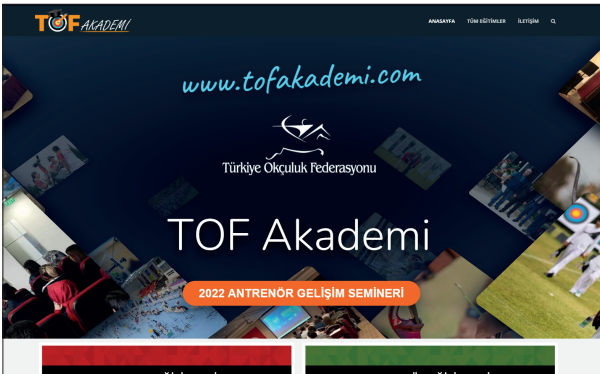 TOF AKADEMİ
ANASAYFA TÜM EĞİTİMLER İLETİŞİM
www.tofakademi.com
Türkiye Okçuluk Federasyonu
TOF Akademi
2022 ANTRENÖR GELİŞİM SEMİNERİ